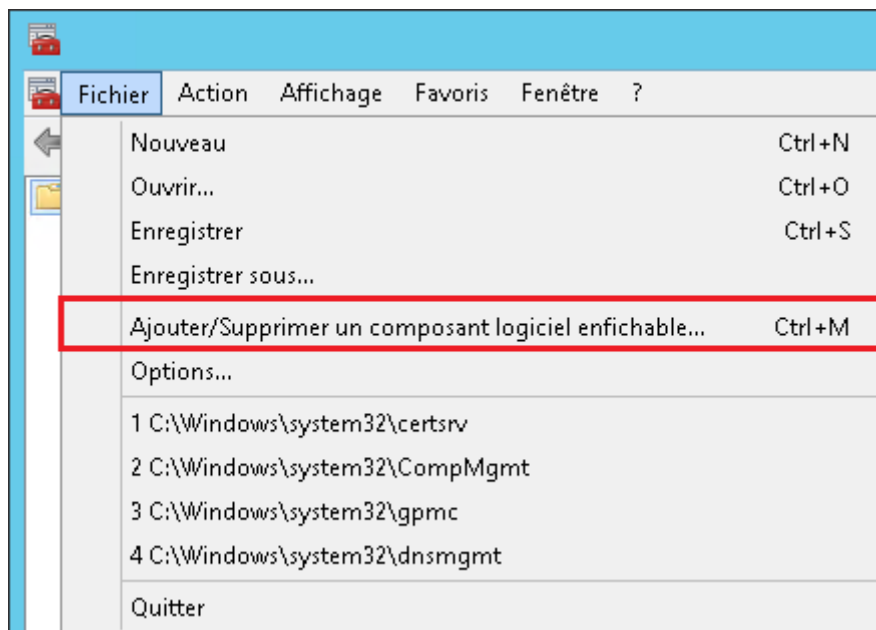 Fichier Action Affichage Favoris Fenêtre ?
Nouveau Ctrl+N
Ouvrir... Ctrl+O
Enregistrer Ctrl+S
Enregistrer sous...
Ajouter/Supprimer un composant logiciel enfichable... Ctrl+M
Options...
1 C:\Windows\system32\certsrv
2 C:\Windows\system32\CompMgmt
3 C:\Windows\system32\gpmc
4 C:\Windows\system32\dnsmgmt
Quitter